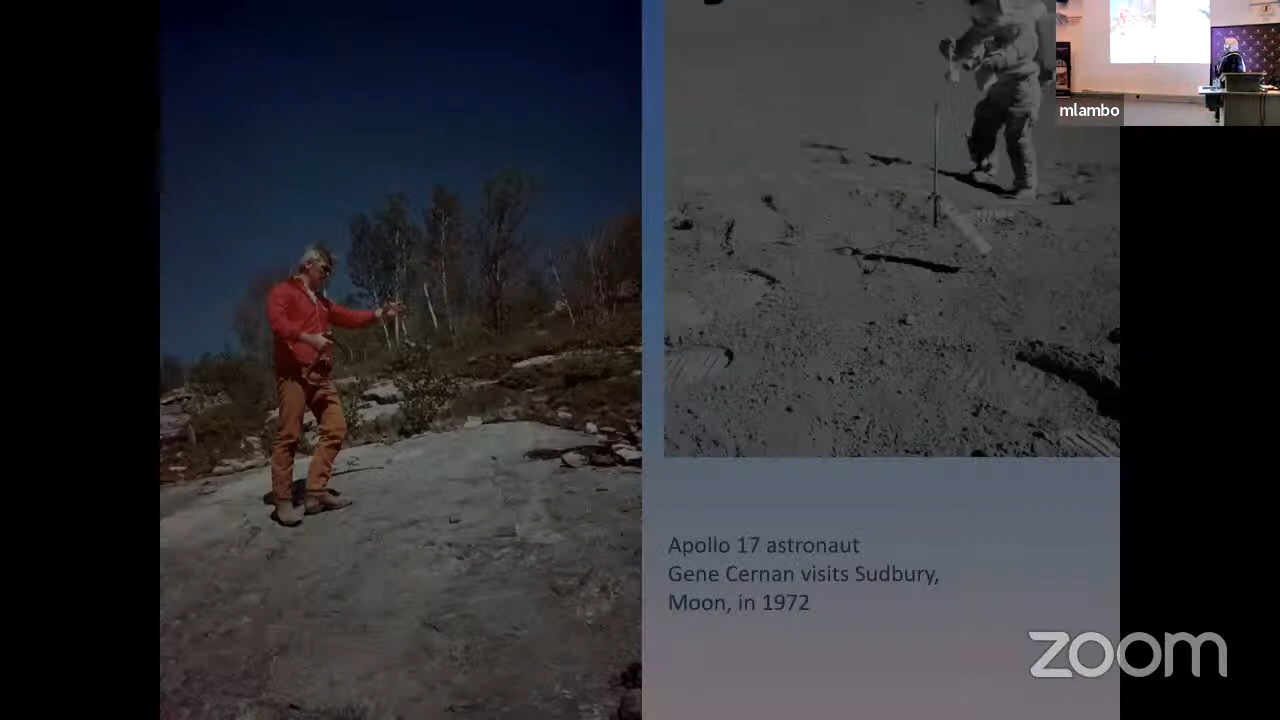 mlambo
Apollo 17 astronaut
Gene Cernan visits Sudbury,
Moon, in 1972
zoom